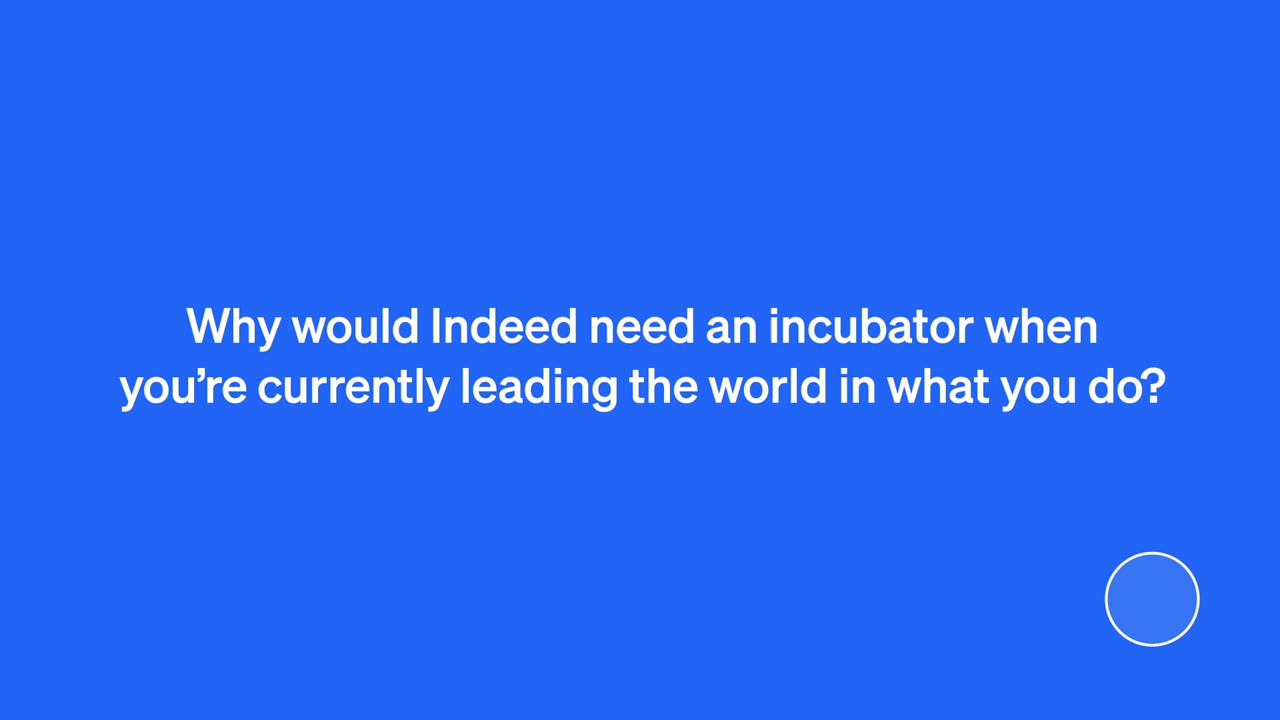 Why would Indeed need an incubator when
you’re currently leading the world in what you do?